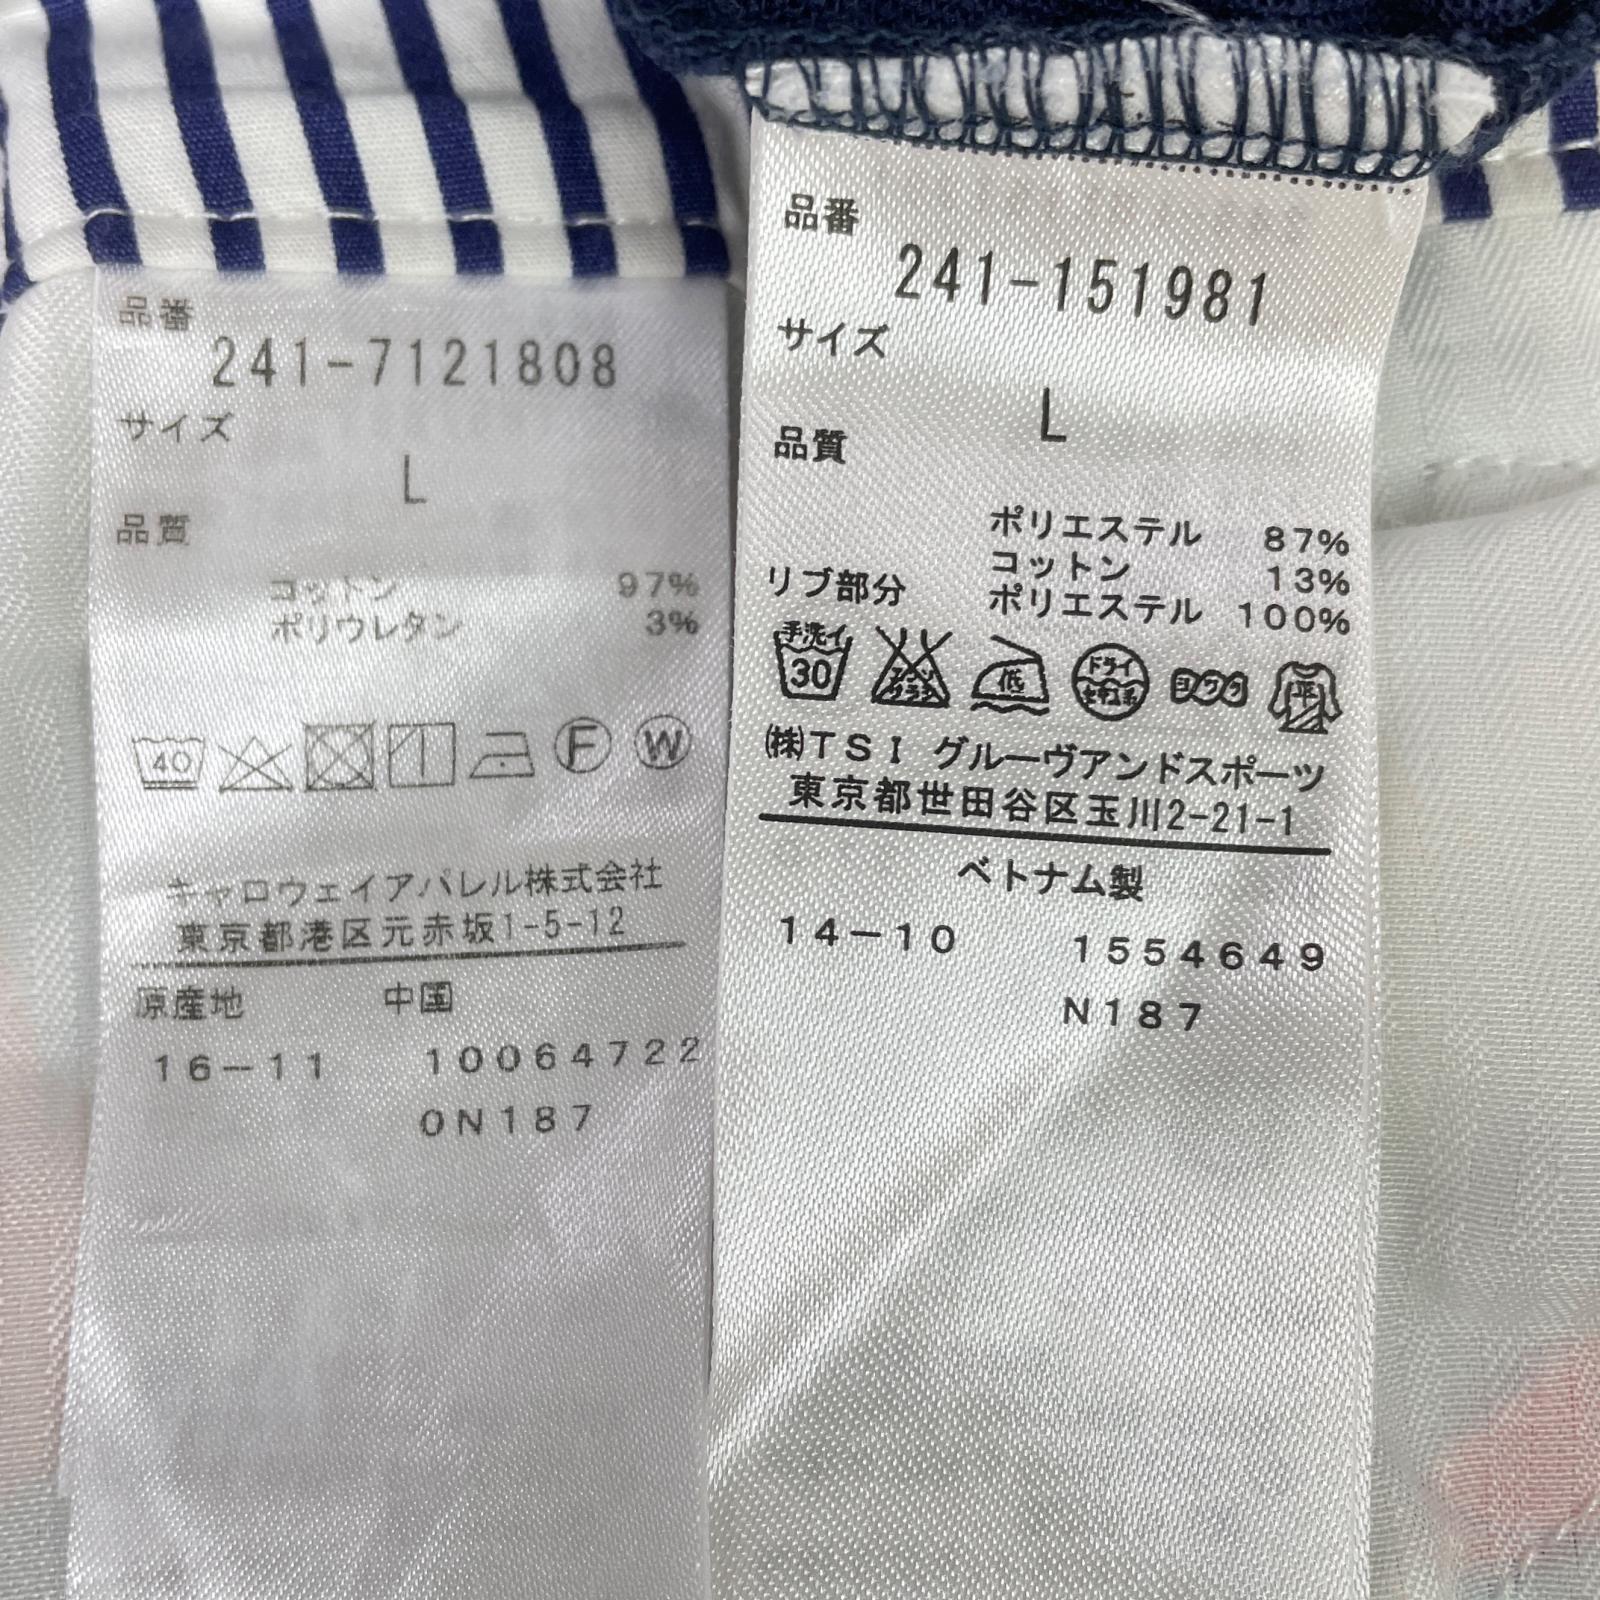 品番
241-7121808
サイズ
L
品質
コットン 97%
ポリウレタン 3%
40
F
W
キャロウェイアパレル株式会社
東京都港区元赤坂1-5-12
原産地 中国
16-11 10064722
0N187
品番
241-151981
サイズ
L
品質
ポリエステル 87%
コットン 13%
リブ部分 ポリエステル 100%
手洗イ
30
低
ドライ
ヨワク
平
㈱TSI グルーヴアンドスポーツ
東京都世田谷区玉川2-21-1
ベトナム製
14-10 1554649
N187